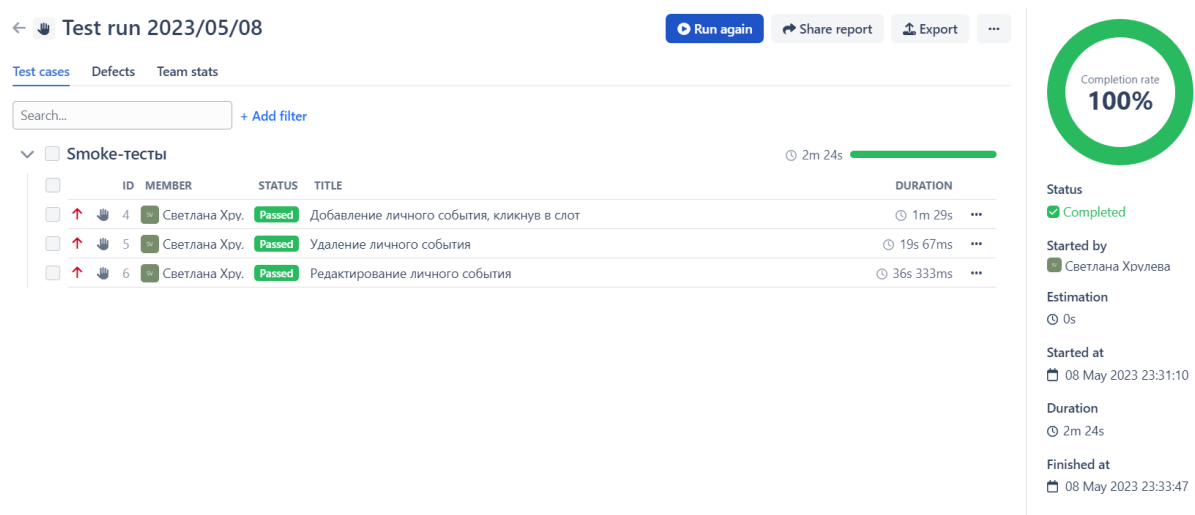 Test run 2023/05/08
Run again
Share report
Export
Test cases Defects Team stats
Search...
+ Add filter
Smoke-тесты
2m 24s
ID MEMBER STATUS TITLE DURATION
4 SV Светлана Хру. Passed Добавление личного события, кликнув в слот 1m 29s
5 SV Светлана Хру. Passed Удаление личного события 19s 67ms
6 SV Светлана Хру. Passed Редактирование личного события 36s 333ms
Completion rate
100%
Status
Completed
Started by
SV Светлана Хрулева
Estimation
0s
Started at
08 May 2023 23:31:10
Duration
2m 24s
Finished at
08 May 2023 23:33:47